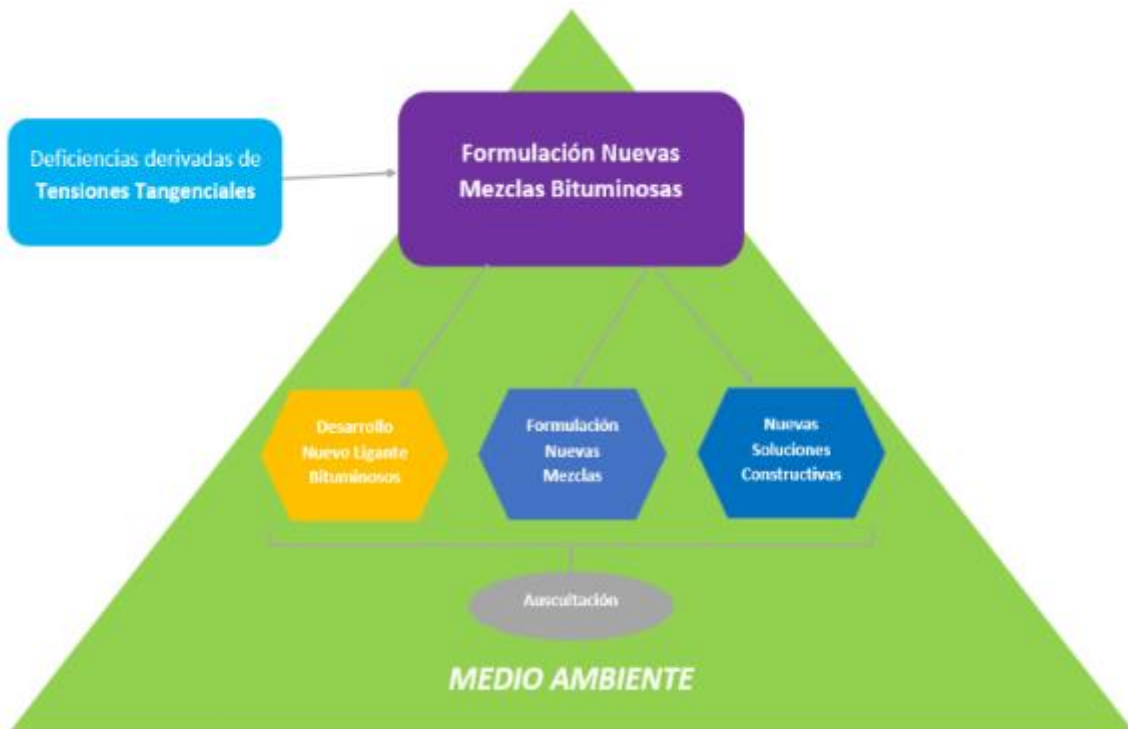 Deficiencias derivadas de
Tensiones Tangenciales
Formulación Nuevas
Mezclas Bituminosas
Desarrollo
Nuevo Ligante
Bituminosos
Formulación
Nuevas
Mezclas
Nuevas
Soluciones
Constructivas
Auscultación
MEDIO AMBIENTE